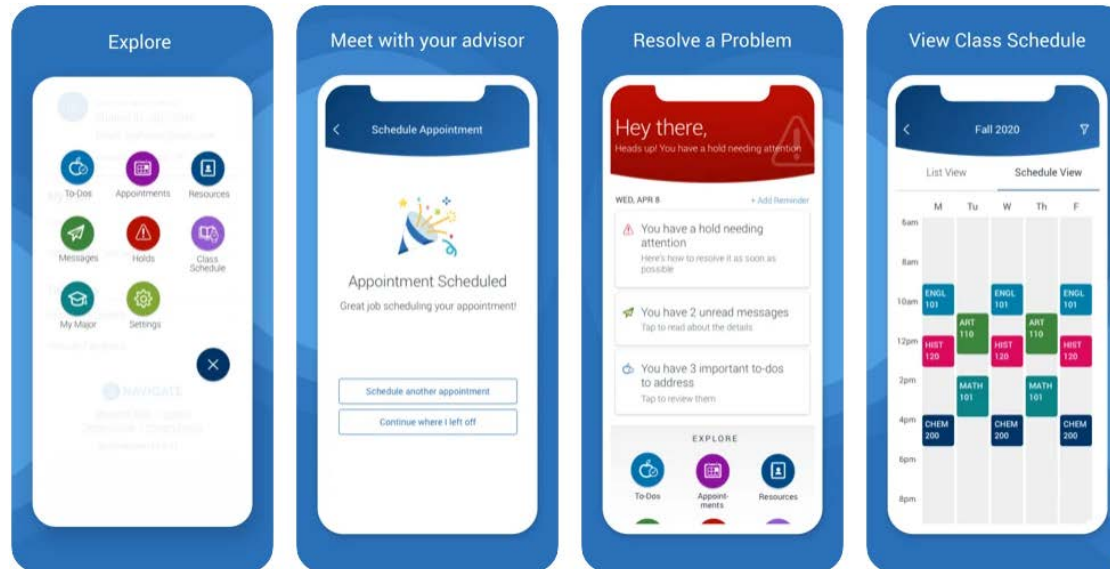 Explore
To-Dos
Appointments
Resources
Messages
Holds
Class
Schedule
My Major
Settings
NAVIGATE
Meet with your advisor
Schedule Appointment
Appointment Scheduled
Great job scheduling your appointment!
Schedule another appointment
Continue where I left off
Resolve a Problem
Hey there,
Heads up! You have a hold needing attention
WED, APR 8
+ Add Reminder
You have a hold needing
attention
Here's how to resolve it as soon as
possible
You have 2 unread messages
Tap to read about the details
You have 3 important to-dos
to address
Tap to review them
EXPLORE
To-Dos
Appoint-
ments
Resources
View Class Schedule
Fall 2020
List View
Schedule View
M Tu W Th F
6am
8am
10am
ENGL
101
ENGL
101
ENGL
101
ART
110
ART
110
12pm
HIST
120
HIST
120
HIST
120
2pm
MATH
101
MATH
101
4pm
CHEM
200
CHEM
200
CHEM
200
6pm
8pm